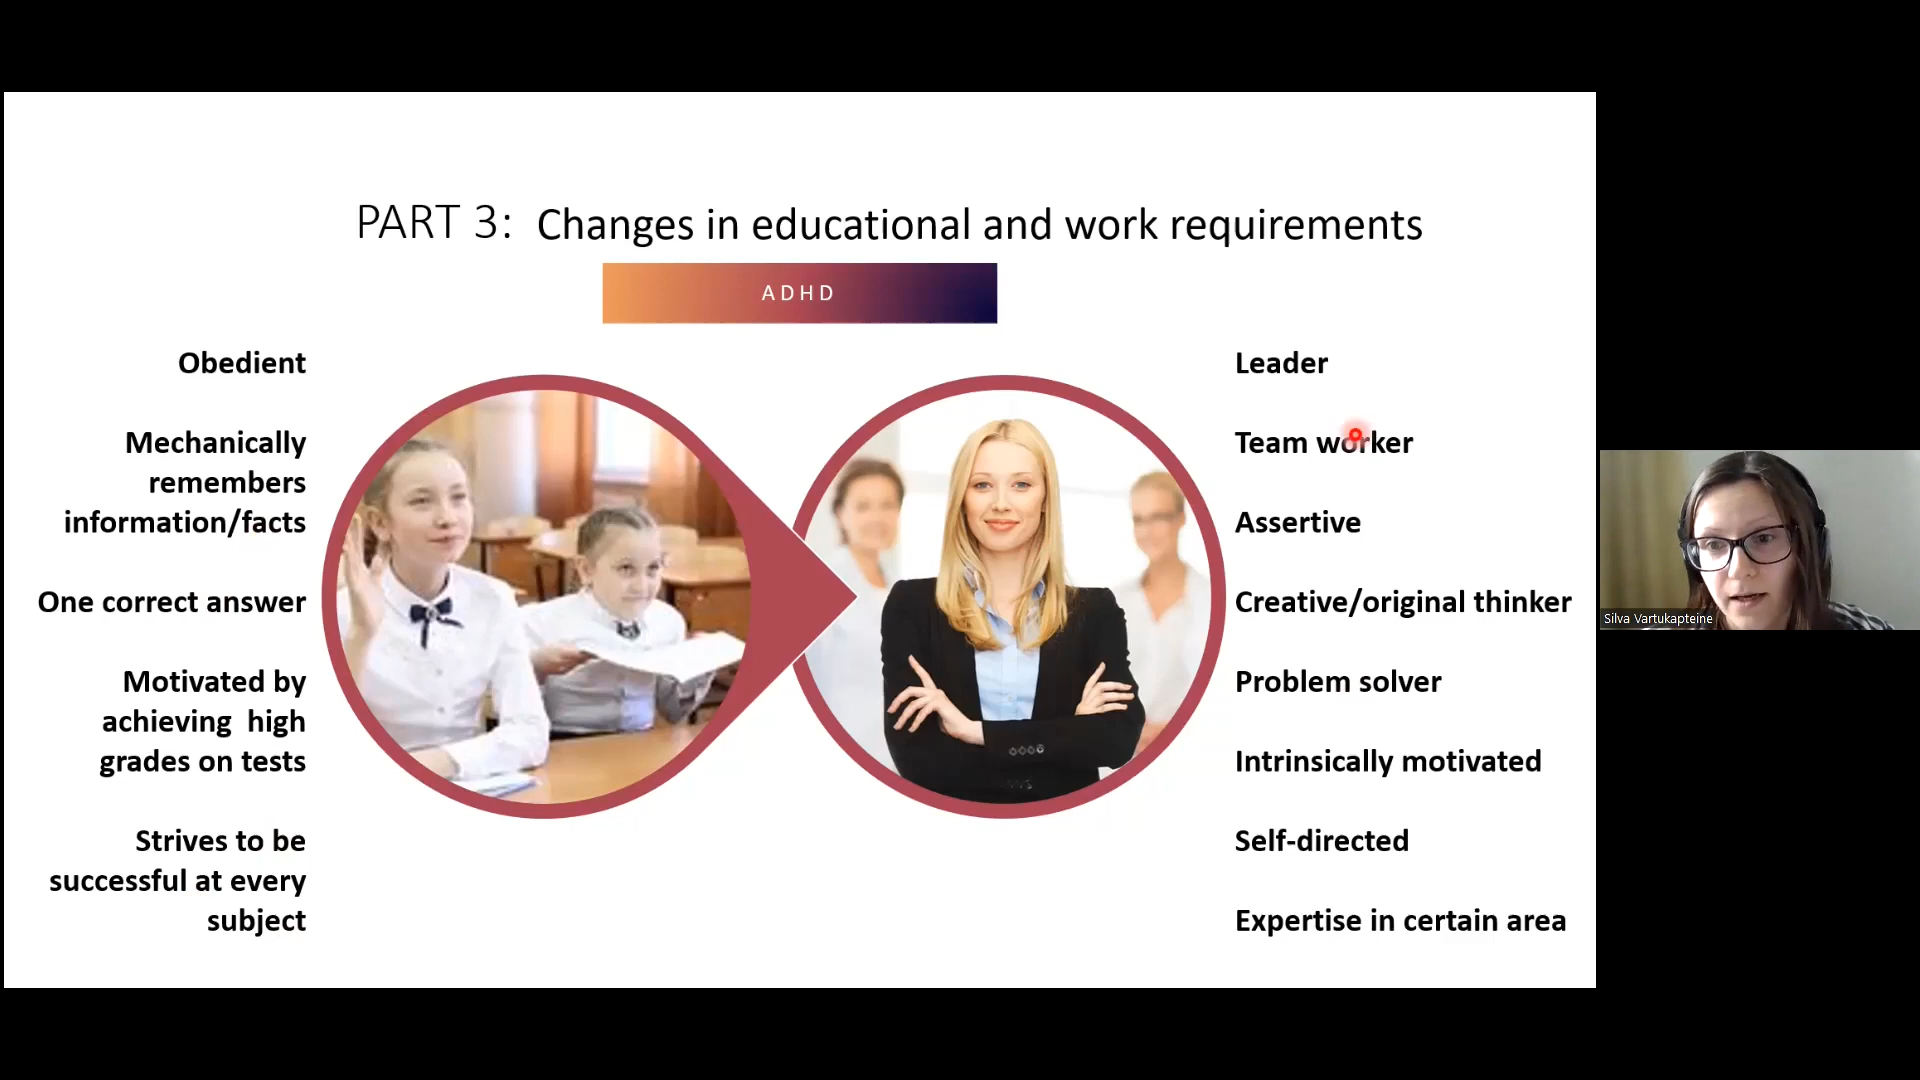 PART 3: Changes in educational and work requirements
ADHD
Obedient
Mechanically
remembers
information/facts
One correct answer
Motivated by
achieving high
grades on tests
Strives to be
successful at every
subject
Leader
Team worker
Assertive
Creative/original thinker
Problem solver
Intrinsically motivated
Self-directed
Expertise in certain area
Silva Vartukapteine